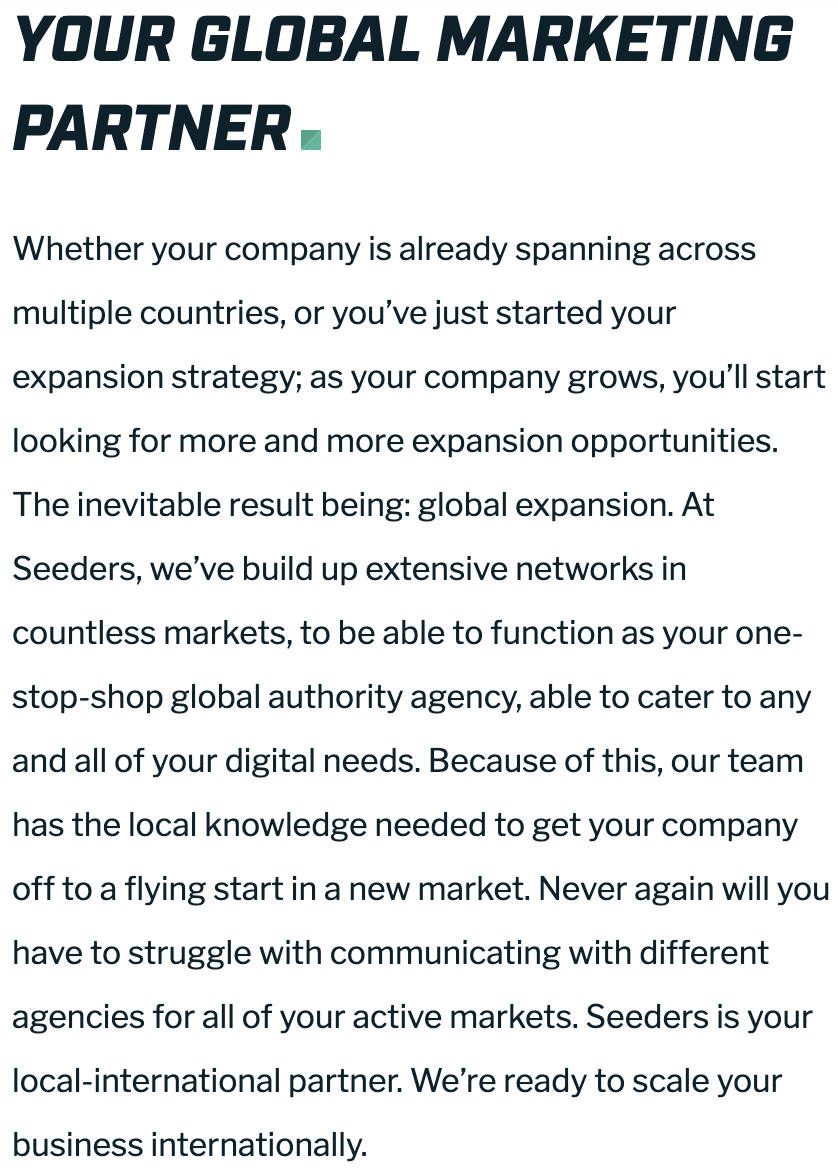 YOUR GLOBAL MARKETING
PARTNER
Whether your company is already spanning across
multiple countries, or you’ve just started your
expansion strategy; as your company grows, you’ll start
looking for more and more expansion opportunities.
The inevitable result being: global expansion. At
Seeders, we’ve build up extensive networks in
countless markets, to be able to function as your one-
stop-shop global authority agency, able to cater to any
and all of your digital needs. Because of this, our team
has the local knowledge needed to get your company
off to a flying start in a new market. Never again will you
have to struggle with communicating with different
agencies for all of your active markets. Seeders is your
local-international partner. We’re ready to scale your
business internationally.